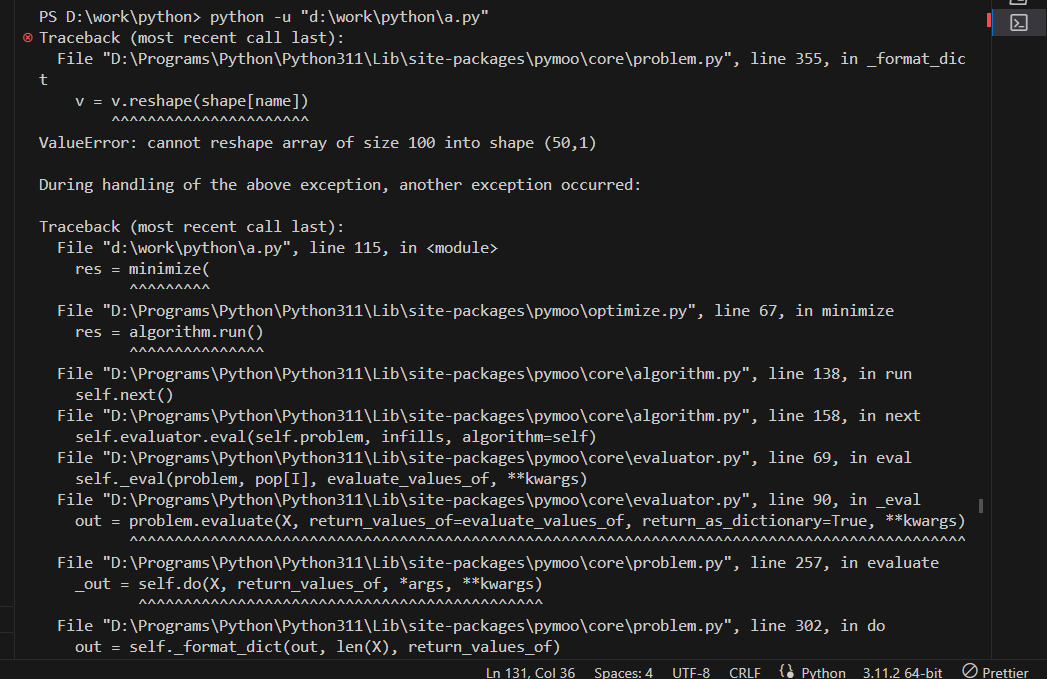 PS D:\work\python> python -u "d:\work\python\a.py"
Traceback (most recent call last):
  File "D:\Programs\Python\Python311\Lib\site-packages\pymoo\core\problem.py", line 355, in _format_dic
t
    v = v.reshape(shape[name])
        ^^^^^^^^^^^^^^^^^^^^^^
ValueError: cannot reshape array of size 100 into shape (50,1)

During handling of the above exception, another exception occurred:

Traceback (most recent call last):
  File "d:\work\python\a.py", line 115, in <module>
    res = minimize(
          ^^^^^^^^^
  File "D:\Programs\Python\Python311\Lib\site-packages\pymoo\optimize.py", line 67, in minimize
    res = algorithm.run()
          ^^^^^^^^^^^^^^^
  File "D:\Programs\Python\Python311\Lib\site-packages\pymoo\core\algorithm.py", line 138, in run
    self.next()
  File "D:\Programs\Python\Python311\Lib\site-packages\pymoo\core\algorithm.py", line 158, in next
    self.evaluator.eval(self.problem, infills, algorithm=self)
  File "D:\Programs\Python\Python311\Lib\site-packages\pymoo\core\evaluator.py", line 69, in eval
    self._eval(problem, pop[I], evaluate_values_of, **kwargs)
  File "D:\Programs\Python\Python311\Lib\site-packages\pymoo\core\evaluator.py", line 90, in _eval
    out = problem.evaluate(X, return_values_of=evaluate_values_of, return_as_dictionary=True, **kwargs)
          ^^^^^^^^^^^^^^^^^^^^^^^^^^^^^^^^^^^^^^^^^^^^^^^^^^^^^^^^^^^^^^^^^^^^^^^^^^^^^^^^^^^^^^^^^^^^^
  File "D:\Programs\Python\Python311\Lib\site-packages\pymoo\core\problem.py", line 257, in evaluate
    _out = self.do(X, return_values_of, *args, **kwargs)
           ^^^^^^^^^^^^^^^^^^^^^^^^^^^^^^^^^^^^^^^^^^^^^
  File "D:\Programs\Python\Python311\Lib\site-packages\pymoo\core\problem.py", line 302, in do
    out = self._format_dict(out, len(X), return_values_of)
Ln 131, Col 36 Spaces: 4 UTF-8 CRLF Python 3.11.2 64-bit Prettier